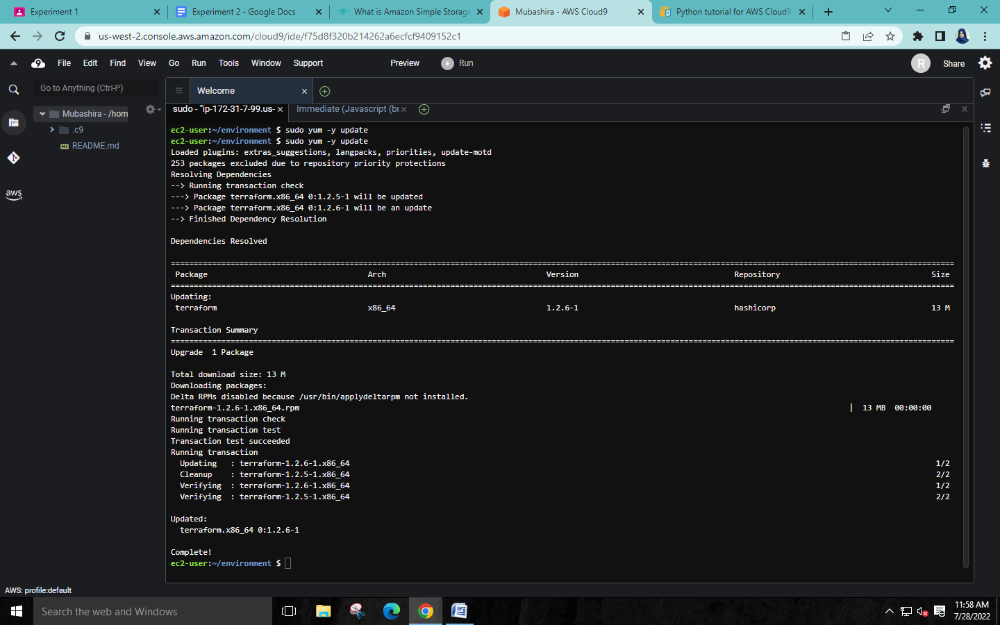 Experiment 1
Experiment 2 - Google Docs
What is Amazon Simple Storage
Mubashira - AWS Cloud9
Python tutorial for AWS Cloud9
us-west-2.console.aws.amazon.com/cloud9/ide/f75d8f320b214262a6ecfcf9409152c1
9 File Edit Find View Go Run Tools Window Support Preview Run R Share
Go to Anything (Ctrl-P)
Welcome
Mubashira - /hom
.c9
README.md
aws
sudo - "ip-172-31-7-99.us- Immediate (Javascript (br
ec2-user:~/environment $ sudo yum -y update
ec2-user:~/environment $ sudo yum -y update
Loaded plugins: extras_suggestions, langpacks, priorities, update-motd
253 packages excluded due to repository priority protections
Resolving Dependencies
--> Running transaction check
---> Package terraform.x86_64 0:1.2.5-1 will be updated
---> Package terraform.x86_64 0:1.2.6-1 will be an update
--> Finished Dependency Resolution
Dependencies Resolved
Package Arch Version Repository Size
Updating:
terraform x86_64 1.2.6-1 hashicorp 13 M
Transaction Summary
Upgrade  1 Package
Total download size: 13 M
Downloading packages:
Delta RPMs disabled because /usr/bin/applydeltarpm not installed.
terraform-1.2.6-1.x86_64.rpm | 13 MB 00:00:00
Running transaction check
Running transaction test
Transaction test succeeded
Running transaction
Updating : terraform-1.2.6-1.x86_64 1/2
Cleanup : terraform-1.2.5-1.x86_64 2/2
Verifying : terraform-1.2.6-1.x86_64 1/2
Verifying : terraform-1.2.5-1.x86_64 2/2
Updated:
terraform.x86_64 0:1.2.6-1
Complete!
ec2-user:~/environment $
AWS: profile:default
Search the web and Windows
11:58 AM
7/28/2022